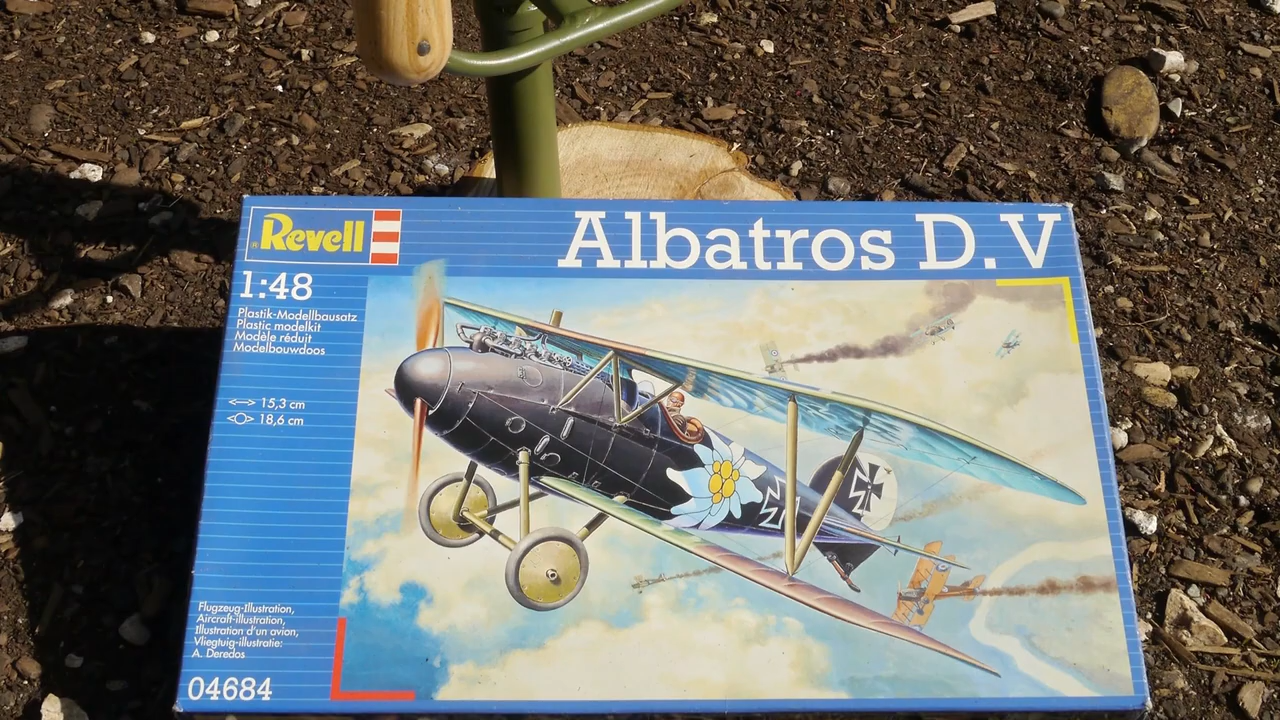 ® Revell
Albatros D.V
1:48
Plastik-Modellbausatz
Plastic modelkit
Modèle réduit
Modelbouwdoos
15,3 cm
18,6 cm
Flugzeug-Illustration,
Aircraft-illustration,
Illustration d'un avion,
Vliegtuig-illustratie:
A. Deredos
04684